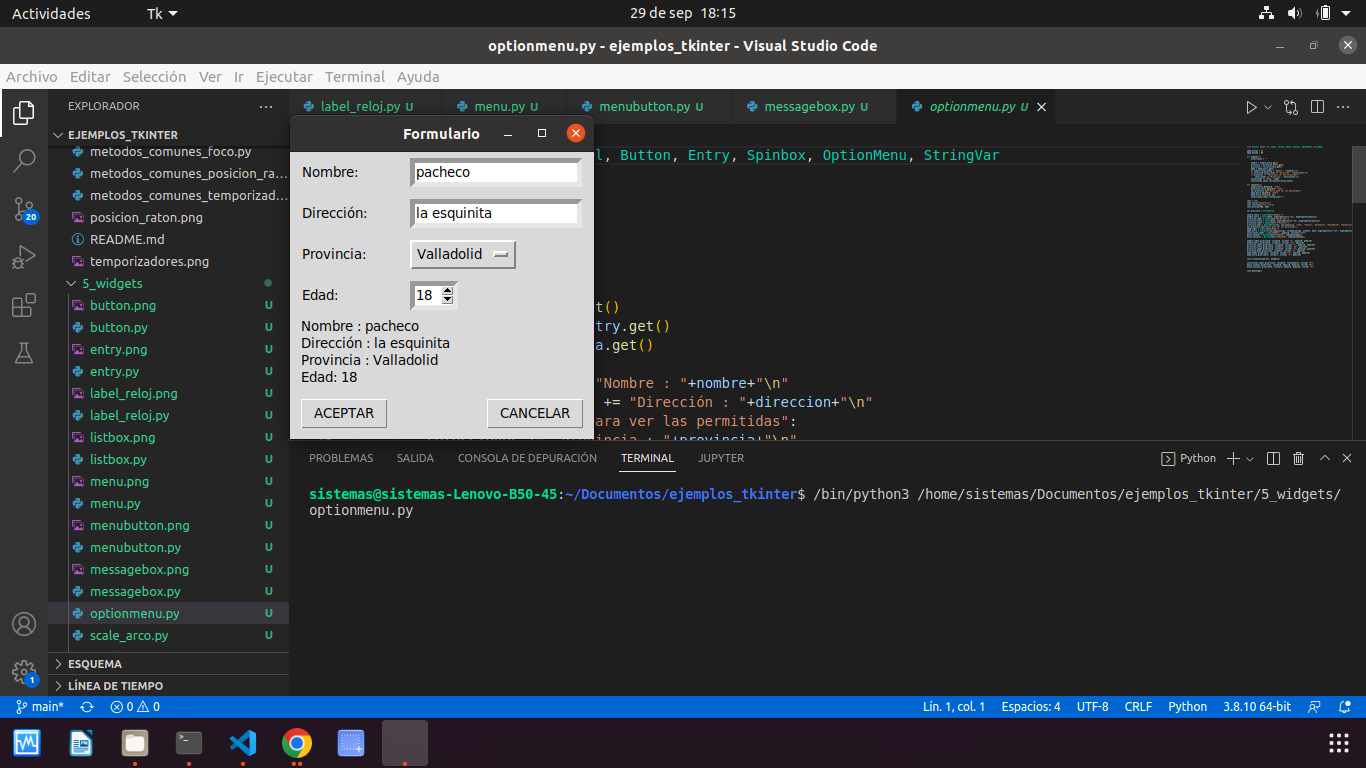 Actividades Tk 29 de sep 18:15
optionmenu.py - ejemplos_tkinter - Visual Studio Code
Archivo Editar Selección Ver Ir Ejecutar Terminal Ayuda
EXPLORADOR
EJEMPLOS_TKINTER
metodos_comunes_foco.py
metodos_comunes_posicion_ra...
metodos_comunes_temporizad...
posicion_raton.png
README.md
temporizadores.png
5_widgets
button.png U
button.py U
entry.png U
entry.py U
label_reloj.png U
label_reloj.py U
listbox.png U
listbox.py U
menu.png U
menu.py U
menubutton.png U
menubutton.py U
messagebox.png U
messagebox.py U
optionmenu.py U
scale_arco.py U
ESQUEMA
LÍNEA DE TIEMPO
20
1
label_reloj.py U menu.py U menubutton.py U messagebox.py U optionmenu.py U
l, Button, Entry, Spinbox, OptionMenu, StringVar
t()
try.get()
a.get()
"Nombre : "+nombre+"\n"
+= "Dirección : "+direccion+"\n"
ara ver las permitidas":
: "+provincia+"\n"
Formulario
Nombre: pacheco
Dirección: la esquinita
Provincia: Valladolid
Edad: 18
Nombre : pacheco
Dirección : la esquinita
Provincia : Valladolid
Edad: 18
ACEPTAR CANCELAR
PROBLEMAS SALIDA CONSOLA DE DEPURACIÓN TERMINAL JUPYTER Python
sistemas@sistemas-Lenovo-B50-45:~/Documentos/ejemplos_tkinter$ /bin/python3 /home/sistemas/Documentos/ejemplos_tkinter/5_widgets/
optionmenu.py
main* 0 0 Lín. 1, col. 1 Espacios: 4 UTF-8 CRLF Python 3.8.10 64-bit